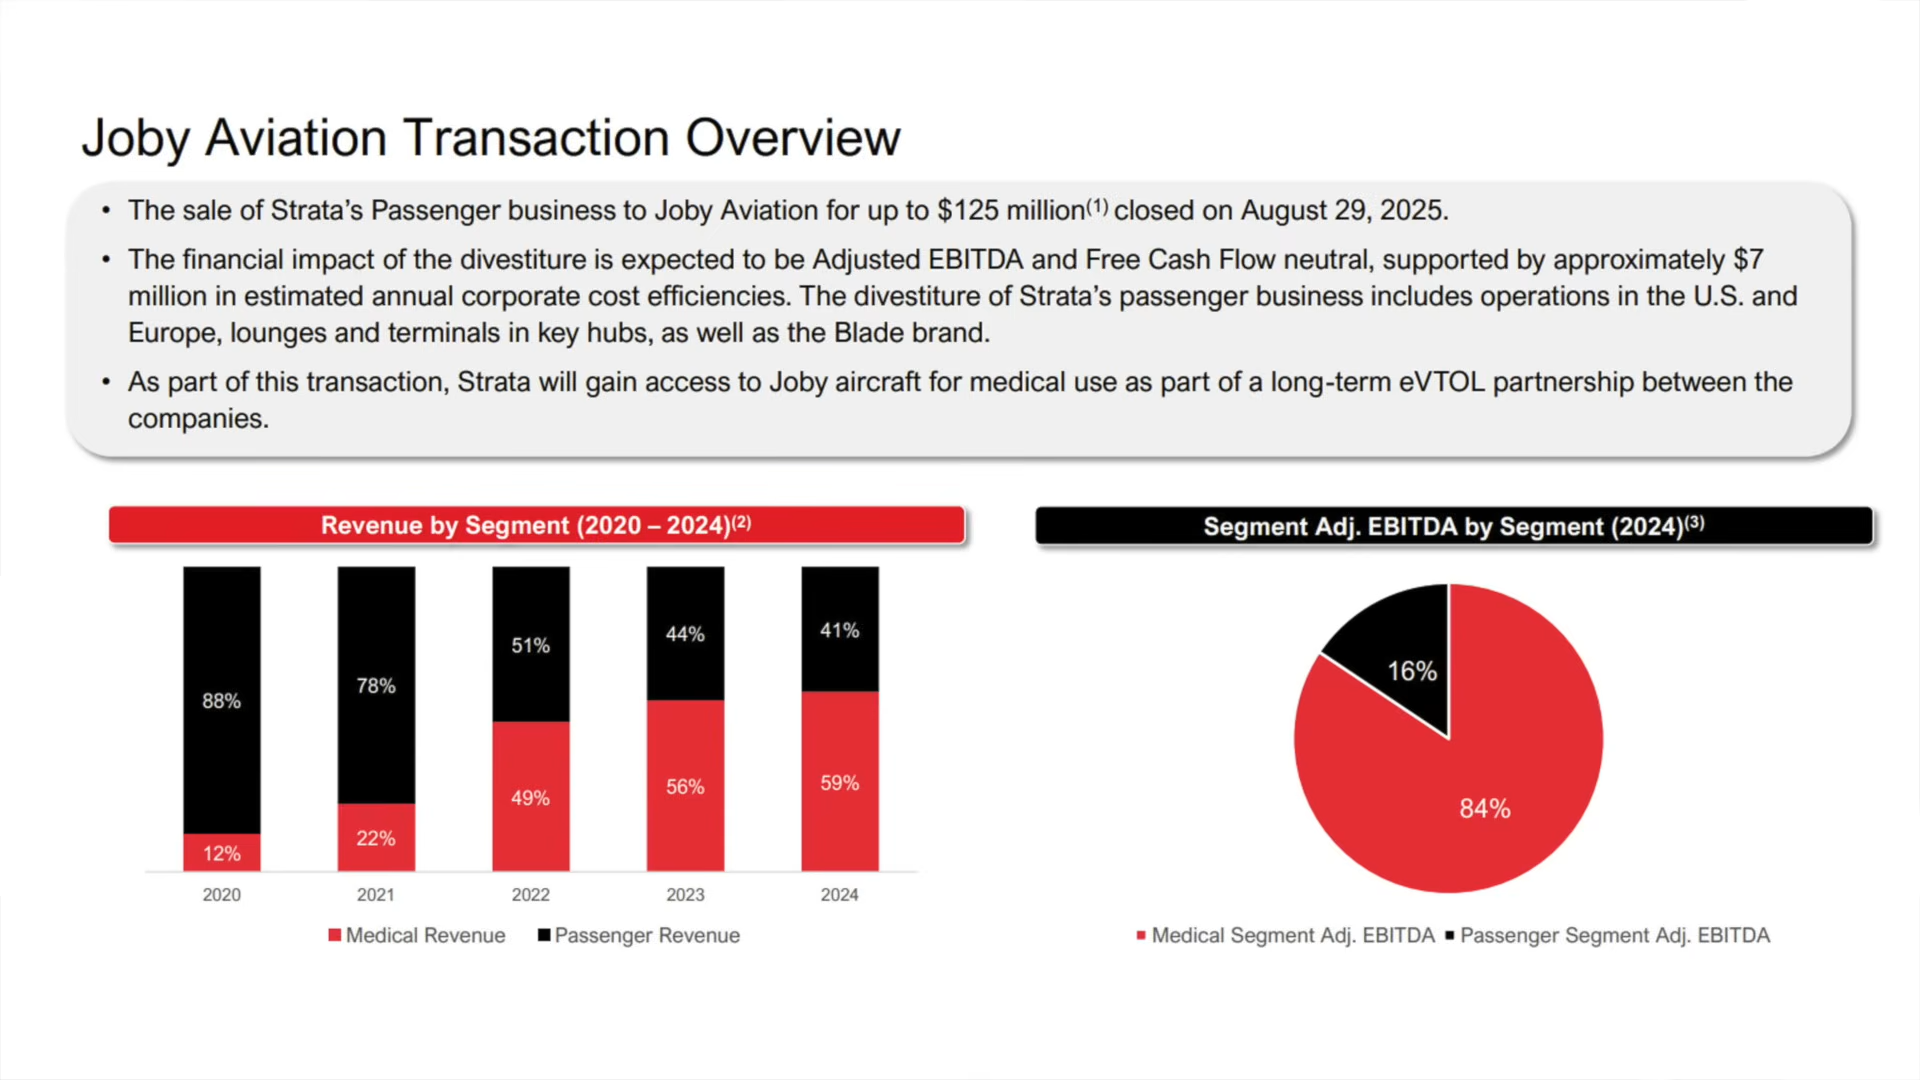 Joby Aviation Transaction Overview
• The sale of Strata’s Passenger business to Joby Aviation for up to $125 million(1) closed on August 29, 2025.
• The financial impact of the divestiture is expected to be Adjusted EBITDA and Free Cash Flow neutral, supported by approximately $7
million in estimated annual corporate cost efficiencies. The divestiture of Strata’s passenger business includes operations in the U.S. and
Europe, lounges and terminals in key hubs, as well as the Blade brand.
• As part of this transaction, Strata will gain access to Joby aircraft for medical use as part of a long-term eVTOL partnership between the
companies.
Revenue by Segment (2020 – 2024)(2)
88%
78%
51%
44%
41%
12%
22%
49%
56%
59%
2020
2021
2022
2023
2024
Medical Revenue
Passenger Revenue
Segment Adj. EBITDA by Segment (2024)(3)
16%
84%
Medical Segment Adj. EBITDA
Passenger Segment Adj. EBITDA